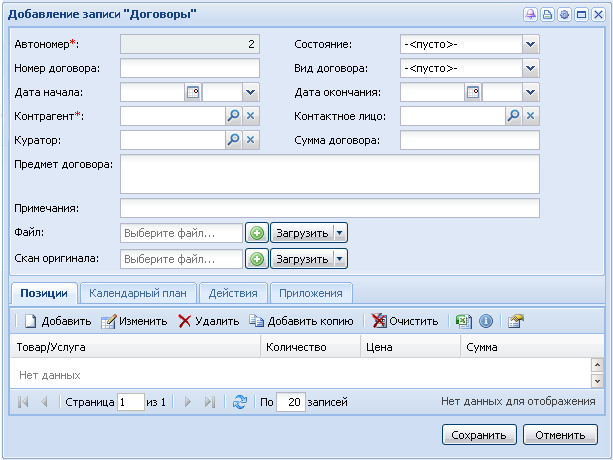 Добавление записи "Договоры"
Автономер*: 2 Состояние: -<пусто>-
Номер договора: Вид договора: -<пусто>-
Дата начала: Дата окончания:
Контрагент*: Контактное лицо:
Куратор: Сумма договора:
Предмет договора:
Примечания:
Файл: Выберите файл... Загрузить
Скан оригинала: Выберите файл... Загрузить
Позиции Календарный план Действия Приложения
Добавить Изменить Удалить Добавить копию Очистить
Товар/Услуга Количество Цена Сумма
Нет данных
Страница 1 из 1 По 20 записей Нет данных для отображения
Сохранить Отменить